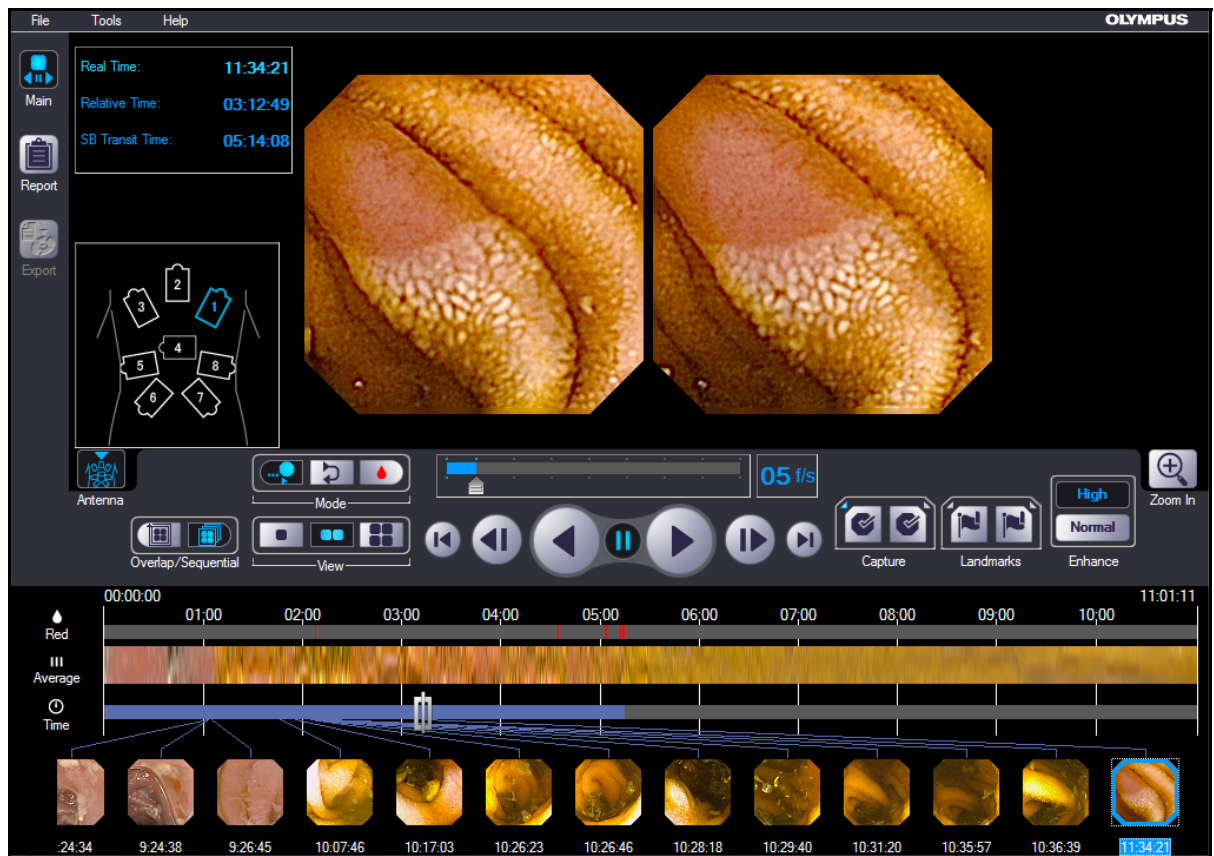 File Tools Help OLYMPUS
Main
Report
Export
Real Time: 11:34:21
Relative Time: 03:12:49
SB Transit Time: 05:14:08
2
3 1
4
5 8
6 7
Antenna
Mode
05 f/s
Zoom In
Overlap/Sequential
View
Capture
Landmarks
High
Normal
Enhance
00:00:00 11:01:11
01;00 02;00 03;00 04;00 05;00 06;00 07;00 08;00 09;00 10;00
Red
Average
Time
:24:34 9:24:38 9:26:45 10:07:46 10:17:03 10:26:23 10:26:46 10:28:18 10:29:40 10:31:20 10:35:57 10:36:39 11:34:21